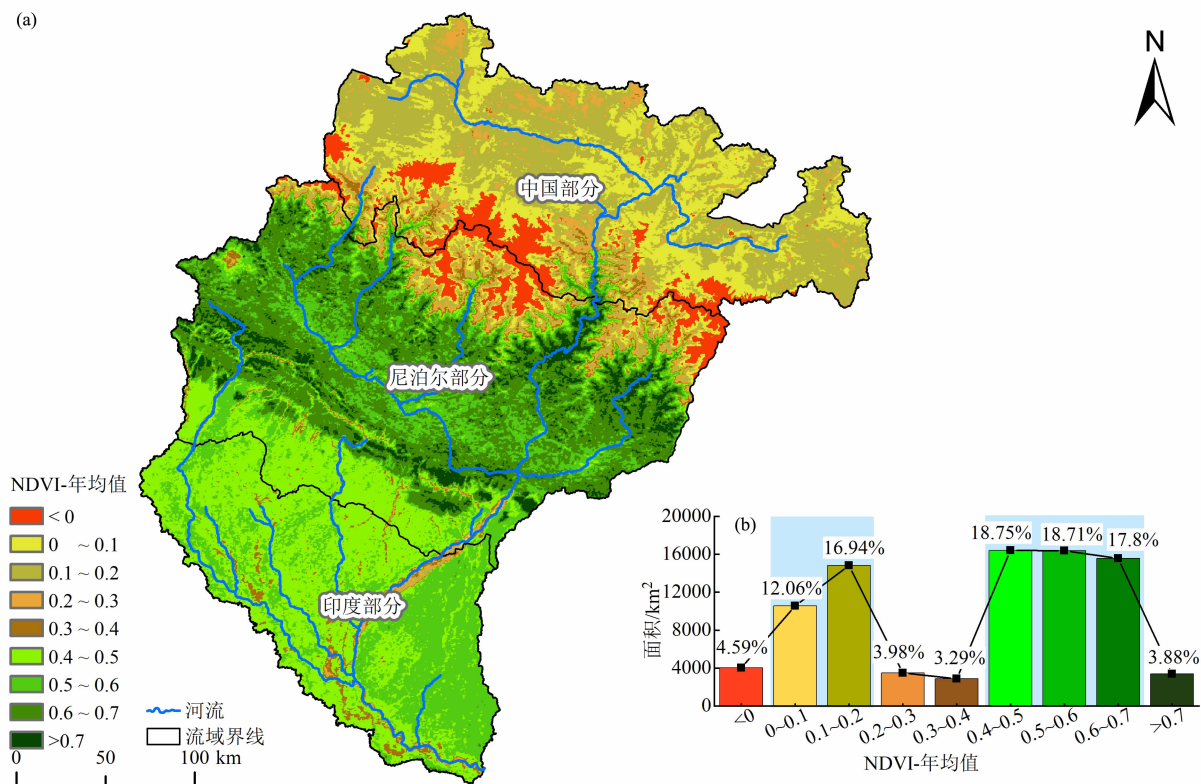 (a)
N
中国部分
尼泊尔部分
印度部分
NDVI-年均值
< 0
0 ~ 0.1
0.1 ~ 0.2
0.2 ~ 0.3
0.3 ~ 0.4
0.4 ~ 0.5
0.5 ~ 0.6
0.6 ~ 0.7
>0.7
河流
流域界线
0 50 100 km
(b)
面积/km²
20000
16000
12000
8000
4000
0
4.59%
12.06%
16.94%
3.98%
3.29%
18.75%
18.71%
17.8%
3.88%
<0
0~0.1
0.1~0.2
0.2~0.3
0.3~0.4
0.4~0.5
0.5~0.6
0.6~0.7
>0.7
NDVI-年均值